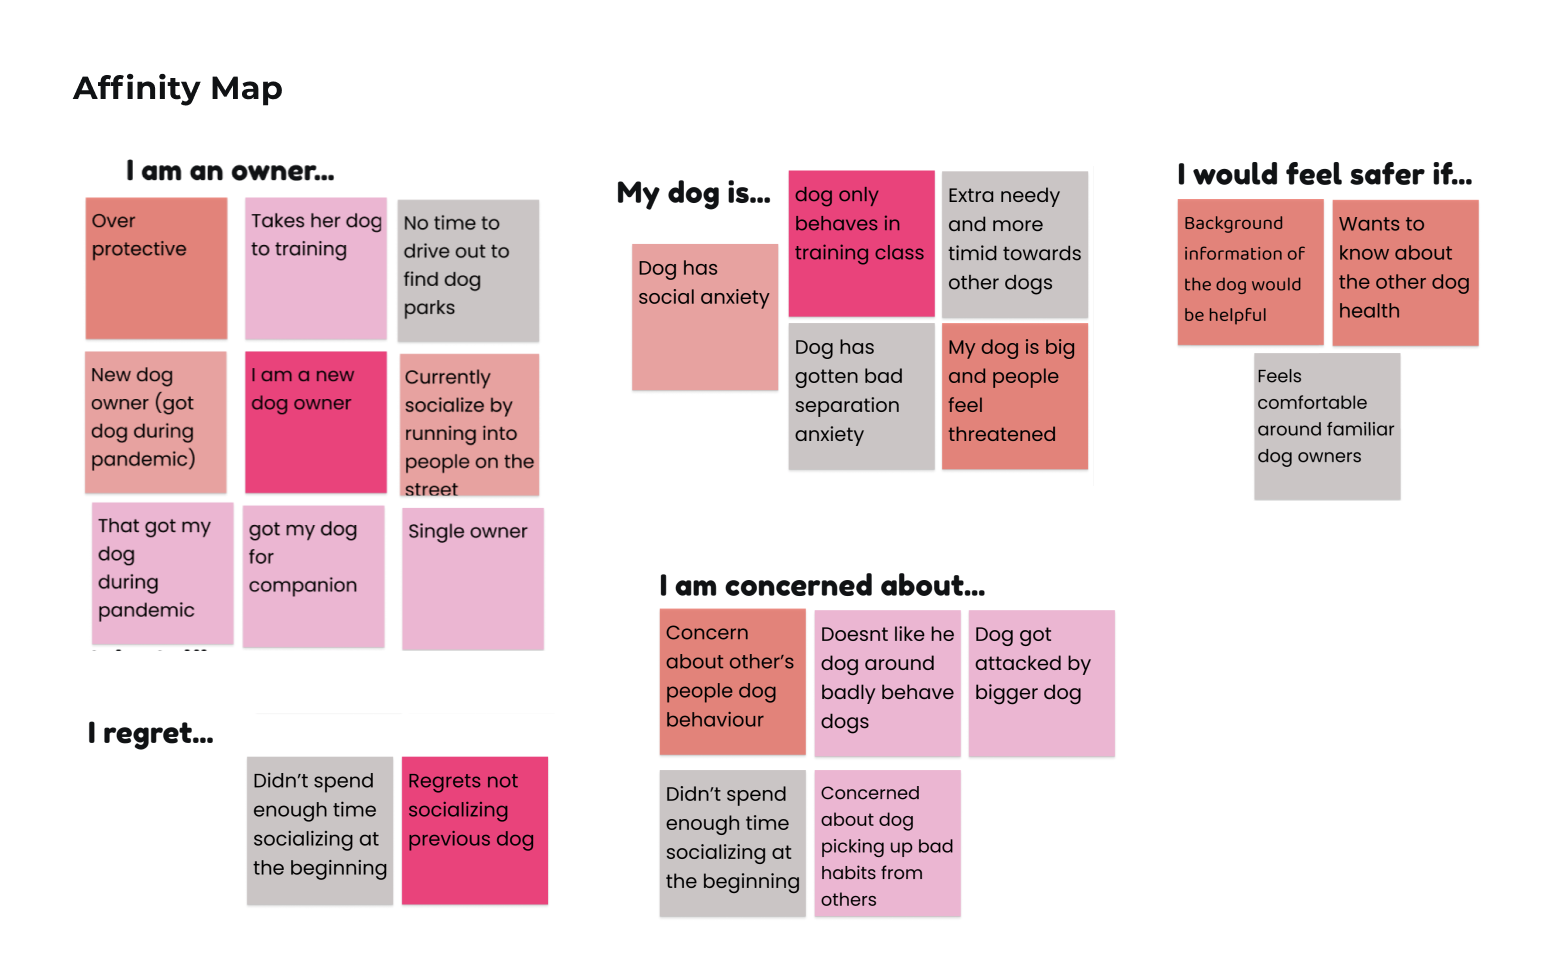 Affinity Map
I am an owner...
Over
protective
Takes her dog
to training
No time to
drive out to
find dog
parks
New dog
owner (got
dog during
pandemic)
I am a new
dog owner
Currently
socialize by
running into
people on the
street
That got my
dog
during
pandemic
got my dog
for
companion
Single owner
My dog is...
Dog has
social anxiety
dog only
behaves in
training class
Extra needy
and more
timid towards
other dogs
Dog has
gotten bad
separation
anxiety
My dog is big
and people
feel
threatened
I would feel safer if...
Background
information of
the dog would
be helpful
Wants to
know about
the other dog
health
Feels
comfortable
around familiar
dog owners
I regret...
Didn't spend
enough time
socializing at
the beginning
Regrets not
socializing
previous dog
I am concerned about...
Concern
about other's
people dog
behaviour
Doesnt like he
dog around
badly behave
dogs
Dog got
attacked by
bigger dog
Didn't spend
enough time
socializing at
the beginning
Concerned
about dog
picking up bad
habits from
others